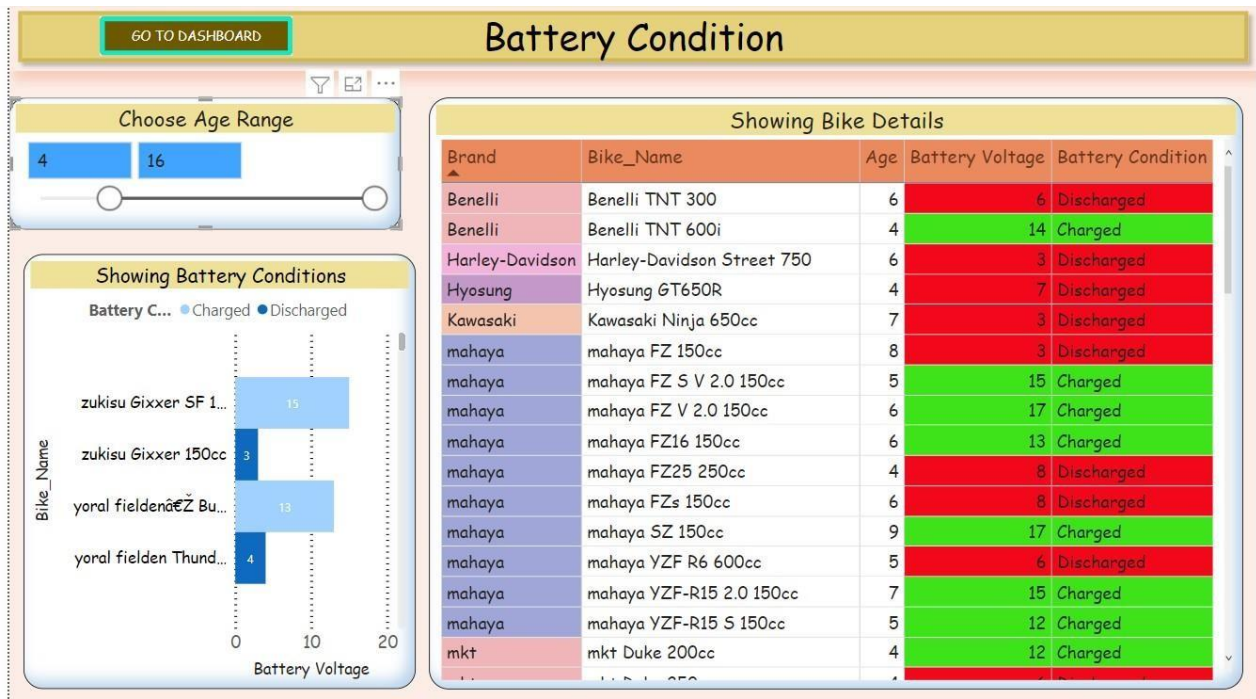 GO TO DASHBOARD
Battery Condition
Choose Age Range
4 16
Showing Battery Conditions
Battery C... Charged Discharged
Bike_Name
zukisu Gixxer SF 1... 15
zukisu Gixxer 150cc 3
yoral fieldenâ€Ž Bu... 13
yoral fielden Thund... 4
0 10 20
Battery Voltage
Showing Bike Details
Brand Bike_Name Age Battery Voltage Battery Condition
Benelli Benelli TNT 300 6 6 Discharged
Benelli Benelli TNT 600i 4 14 Charged
Harley-Davidson Harley-Davidson Street 750 6 3 Discharged
Hyosung Hyosung GT650R 4 7 Discharged
Kawasaki Kawasaki Ninja 650cc 7 3 Discharged
mahaya mahaya FZ 150cc 8 3 Discharged
mahaya mahaya FZ S V 2.0 150cc 5 15 Charged
mahaya mahaya FZ V 2.0 150cc 6 17 Charged
mahaya mahaya FZ16 150cc 6 13 Charged
mahaya mahaya FZ25 250cc 4 8 Discharged
mahaya mahaya FZs 150cc 6 8 Discharged
mahaya mahaya SZ 150cc 9 17 Charged
mahaya mahaya YZF R6 600cc 5 6 Discharged
mahaya mahaya YZF-R15 2.0 150cc 7 15 Charged
mahaya mahaya YZF-R15 S 150cc 5 12 Charged
mkt mkt Duke 200cc 4 12 Charged